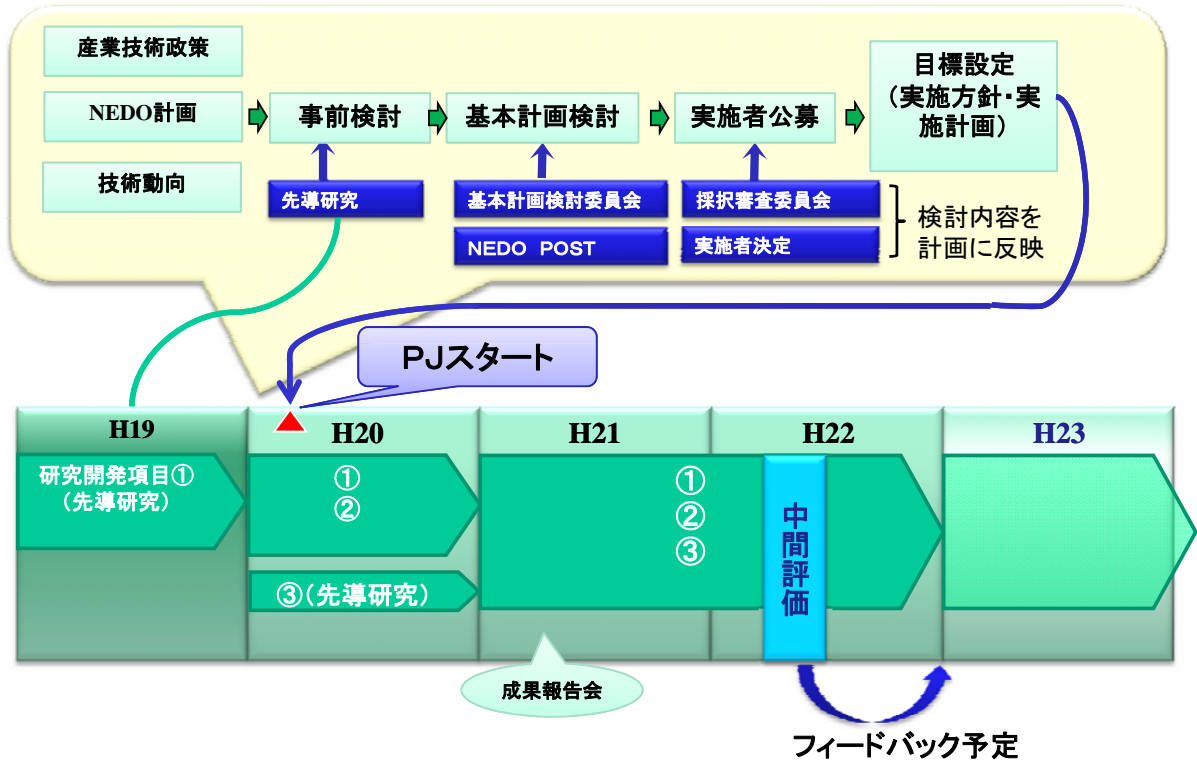 産業技術政策
NEDO計画
技術動向
事前検討
基本計画検討
実施者公募
目標設定
(実施方針・実
施計画)
先導研究
基本計画検討委員会
NEDO POST
採択審査委員会
実施者決定
検討内容を
計画に反映
PJスタート
H19
H20
H21
H22
H23
研究開発項目①
(先導研究)
①
②
③(先導研究)
①
②
③
中間評価
成果報告会
フィードバック予定